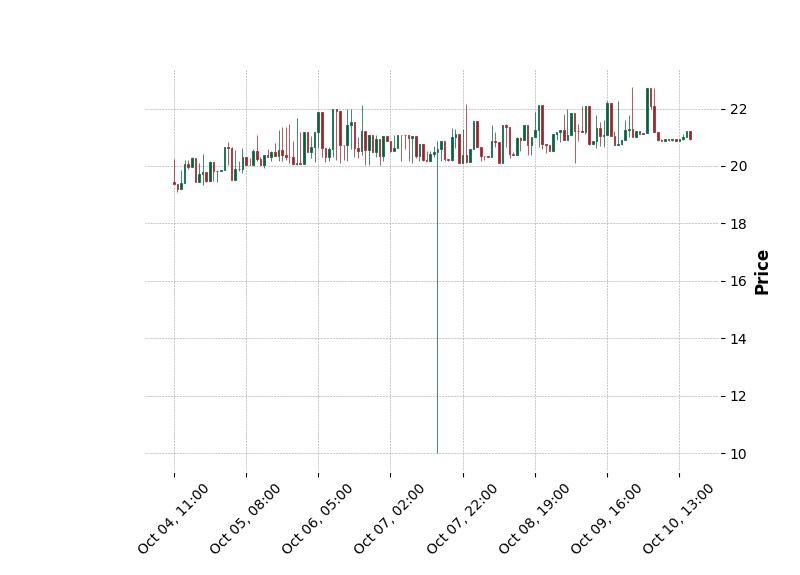 22
20
18
16
14
12
10
Price
Oct 04, 11:00
Oct 05, 08:00
Oct 06, 05:00
Oct 07, 02:00
Oct 07, 22:00
Oct 08, 19:00
Oct 09, 16:00
Oct 10, 13:00